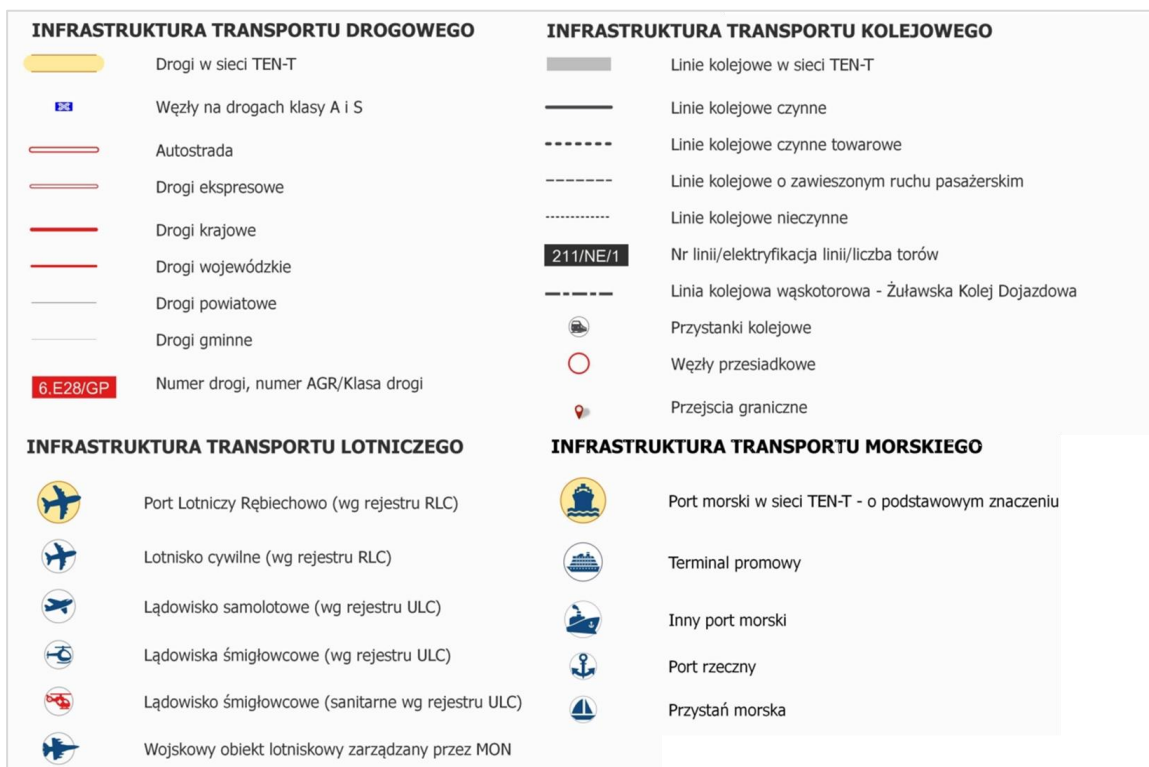 INFRASTRUKTURA TRANSPORTU DROGOWEGO
Drogi w sieci TEN-T
Węzły na drogach klasy A i S
Autostrada
Drogi ekspresowe
Drogi krajowe
Drogi wojewódzkie
Drogi powiatowe
Drogi gminne
6.E28/GP Numer drogi, numer AGR/Klasa drogi
INFRASTRUKTURA TRANSPORTU KOLEJOWEGO
Linie kolejowe w sieci TEN-T
Linie kolejowe czynne
Linie kolejowe czynne towarowe
Linie kolejowe o zawieszonym ruchu pasażerskim
Linie kolejowe nieczynne
211/NE/1 Nr linii/elektryfikacja linii/liczba torów
Linia kolejowa wąskotorowa - Żuławska Kolej Dojazdowa
Przystanki kolejowe
Węzły przesiadkowe
Przejscia graniczne
INFRASTRUKTURA TRANSPORTU LOTNICZEGO
Port Lotniczy Rębiechowo (wg rejestru RLC)
Lotnisko cywilne (wg rejestru RLC)
Lądowisko samolotowe (wg rejestru ULC)
Lądowiska śmigłowcowe (wg rejestru ULC)
Lądowisko śmigłowcowe (sanitarne wg rejestru ULC)
Wojskowy obiekt lotniskowy zarządzany przez MON
INFRASTRUKTURA TRANSPORTU MORSKIEGO
Port morski w sieci TEN-T - o podstawowym znaczeniu
Terminal promowy
Inny port morski
Port rzeczny
Przystań morska